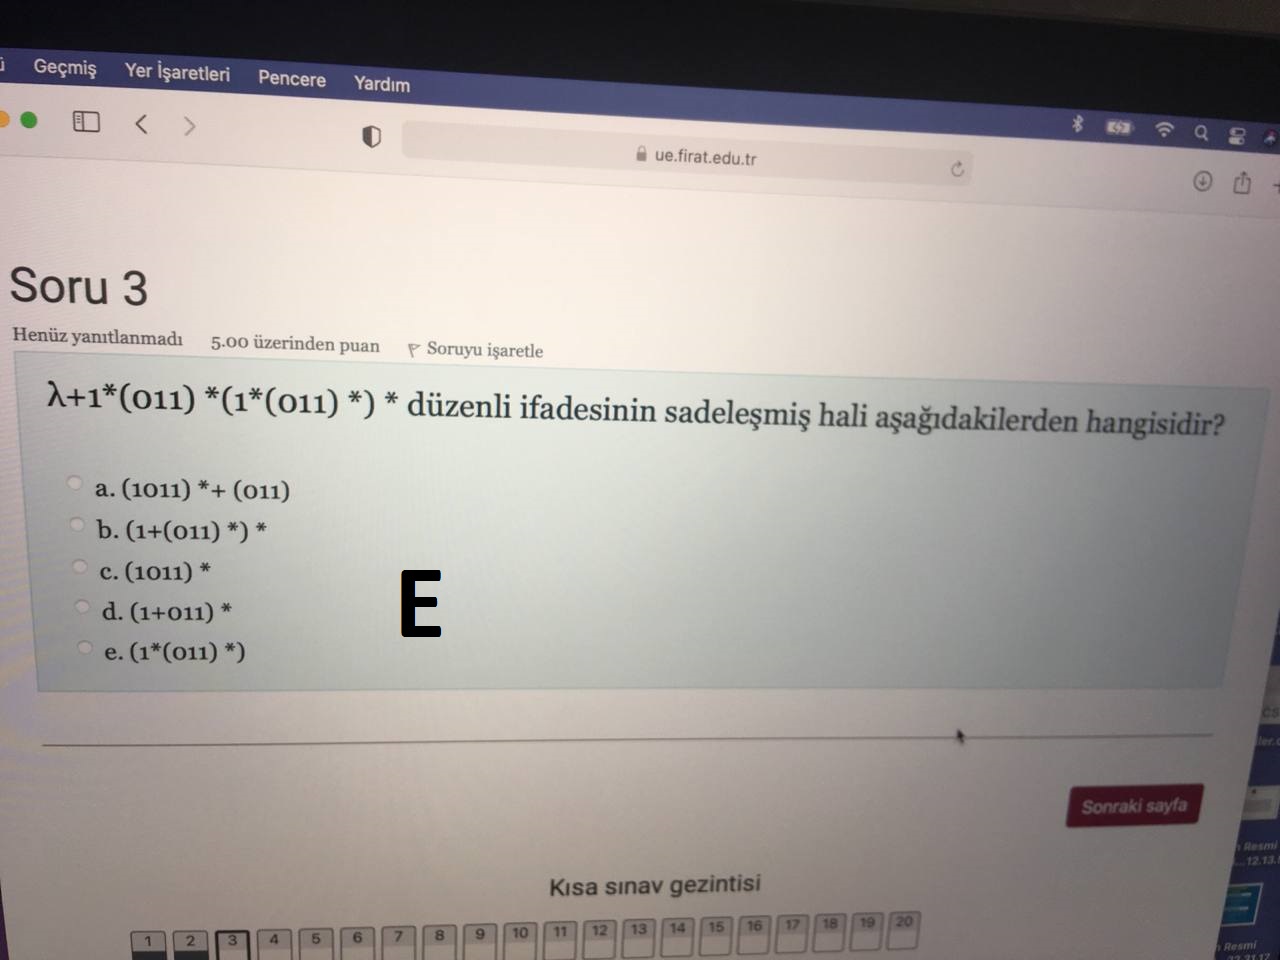 Geçmiş Yer İşaretleri Pencere Yardım
ue.firat.edu.tr
Soru 3
Henüz yanıtlanmadı 5.00 üzerinden puan Soruyu işaretle
λ+1*(011) *(1*(011) *) * düzenli ifadesinin sadeleşmiş hali aşağıdakilerden hangisidir?
a. (1011) *+ (011)
b. (1+(011) *) *
c. (1011) *
d. (1+011) *
e. (1*(011) *)
E
Sonraki sayfa
Kısa sınav gezintisi
1 2 3 4 5 6 7 8 9 10 11 12 13 14 15 16 17 18 19 20
Resmi
Resmi